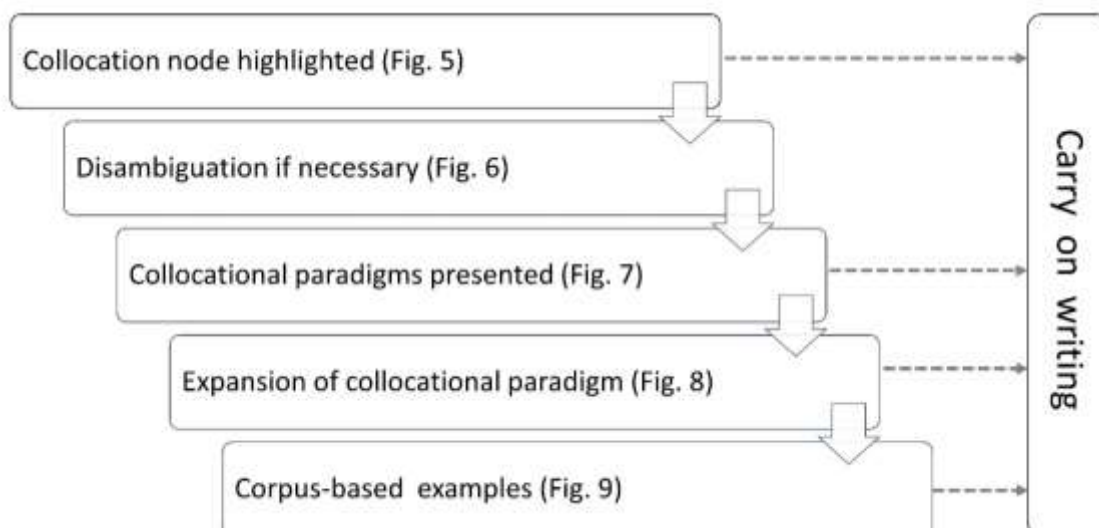 Collocation node highlighted (Fig. 5)
Disambiguation if necessary (Fig. 6)
Collocational paradigms presented (Fig. 7)
Expansion of collocational paradigm (Fig. 8)
Corpus-based examples (Fig. 9)
Carry on writing